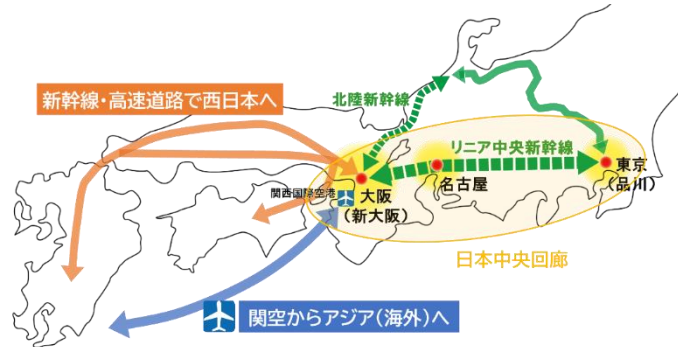 新幹線・高速道路で西日本へ
北陸新幹線
リニア中央新幹線
関西国際空港
大阪
(新大阪)
名古屋
東京
(品川)
日本中央回廊
関空からアジア(海外)へ